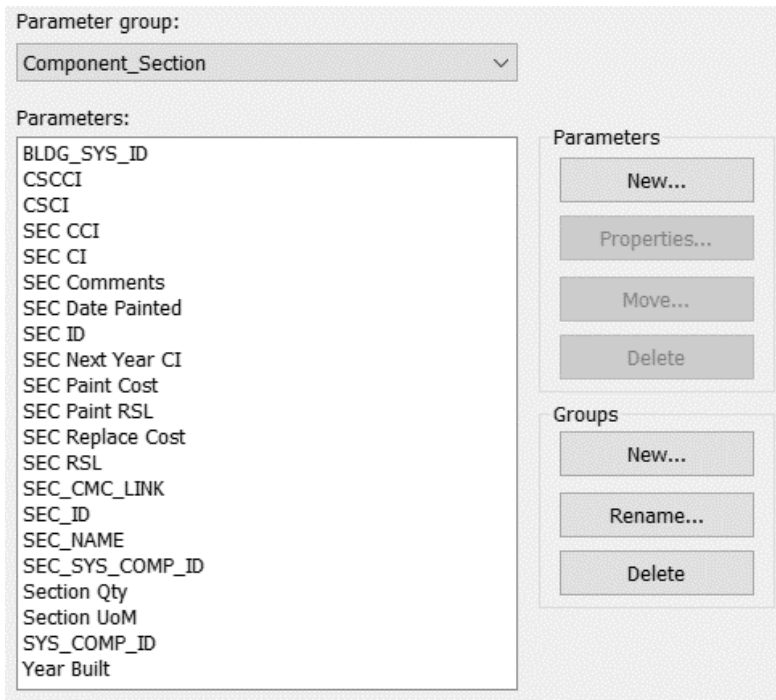 Parameter group:
Component_Section
Parameters:
BLDG_SYS_ID
CSCCI
CSCI
SEC CCI
SEC CI
SEC Comments
SEC Date Painted
SEC ID
SEC Next Year CI
SEC Paint Cost
SEC Paint RSL
SEC Replace Cost
SEC RSL
SEC_CMC_LINK
SEC_ID
SEC_NAME
SEC_SYS_COMP_ID
Section Qty
Section UoM
SYS_COMP_ID
Year Built
Parameters
New...
Properties...
Move...
Delete
Groups
New...
Rename...
Delete